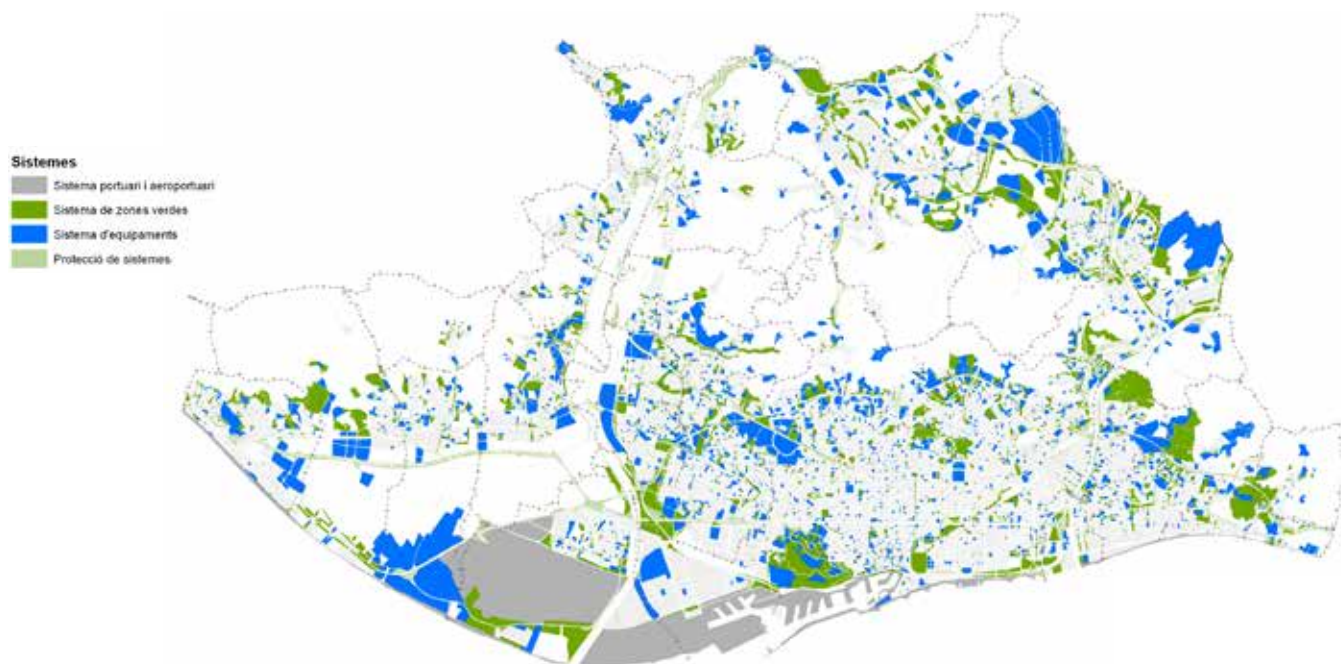 Sistemes
Sistema portuari i aeroportuari
Sistema de zones verdes
Sistema d'equipaments
Protecció de sistemes